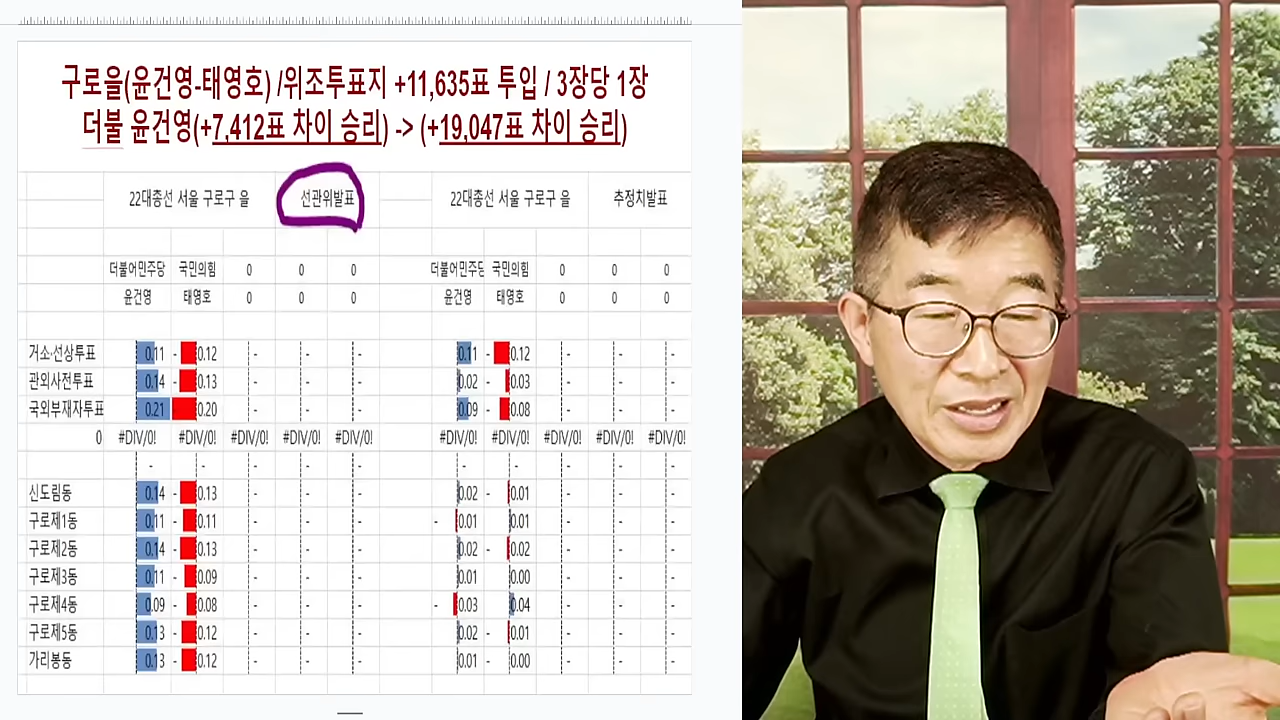 구로을(윤건영-태영호) /위조투표지 +11,635표 투입 / 3장당 1장
더불 윤건영(+7,412표 차이 승리) -> (+19,047표 차이 승리)
22대총선 서울 구로구 을 선관위발표 22대총선 서울 구로구 을 추정치발표
더불어민주당 국민의힘 0 0 0 더불어민주당 국민의힘 0 0 0
윤건영 태영호 0 0 0 윤건영 태영호 0 0 0
거소·선상투표 0.11 - 0.12 - - - 0.11 - 0.12 - - -
관외사전투표 0.14 - 0.13 - - - 0.02 - 0.03 - - -
국외부재자투표 0.21 0.20 - - - 0.09 - 0.08 - - -
0 #DIV/0! #DIV/0! #DIV/0! #DIV/0! #DIV/0! #DIV/0! #DIV/0! #DIV/0! #DIV/0! #DIV/0!
- - - - - - - - - -
신도림동 0.14 - 0.13 - - - 0.02 - 0.01 - - -
구로제1동 0.11 - 0.11 - - - - 0.01 0.01 - - -
구로제2동 0.14 - 0.13 - - - 0.02 - 0.02 - - -
구로제3동 0.11 - 0.09 - - - 0.01 0.00 - - -
구로제4동 0.09 - 0.08 - - - - 0.03 0.04 - - -
구로제5동 0.13 - 0.12 - - - 0.02 - 0.01 - - -
가리봉동 0.13 - 0.12 - - - 0.01 - 0.00 - - -